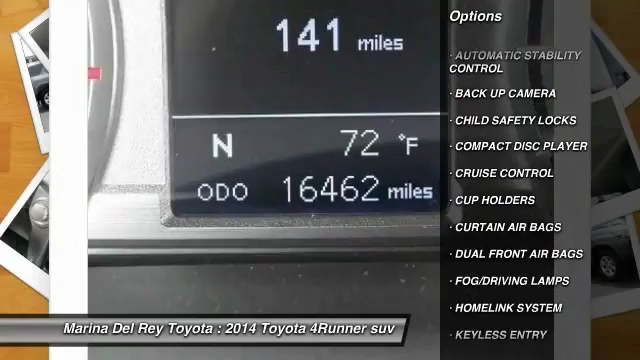 141 miles
N 72 °F
ODO 16462 miles
Options
· AUTOMATIC STABILITY
CONTROL
· BACK UP CAMERA
· CHILD SAFETY LOCKS
· COMPACT DISC PLAYER
· CRUISE CONTROL
· CUP HOLDERS
· CURTAIN AIR BAGS
· DUAL FRONT AIR BAGS
· FOG/DRIVING LAMPS
· HOMELINK SYSTEM
· KEYLESS ENTRY
Marina Del Rey Toyota : 2014 Toyota 4Runner suv